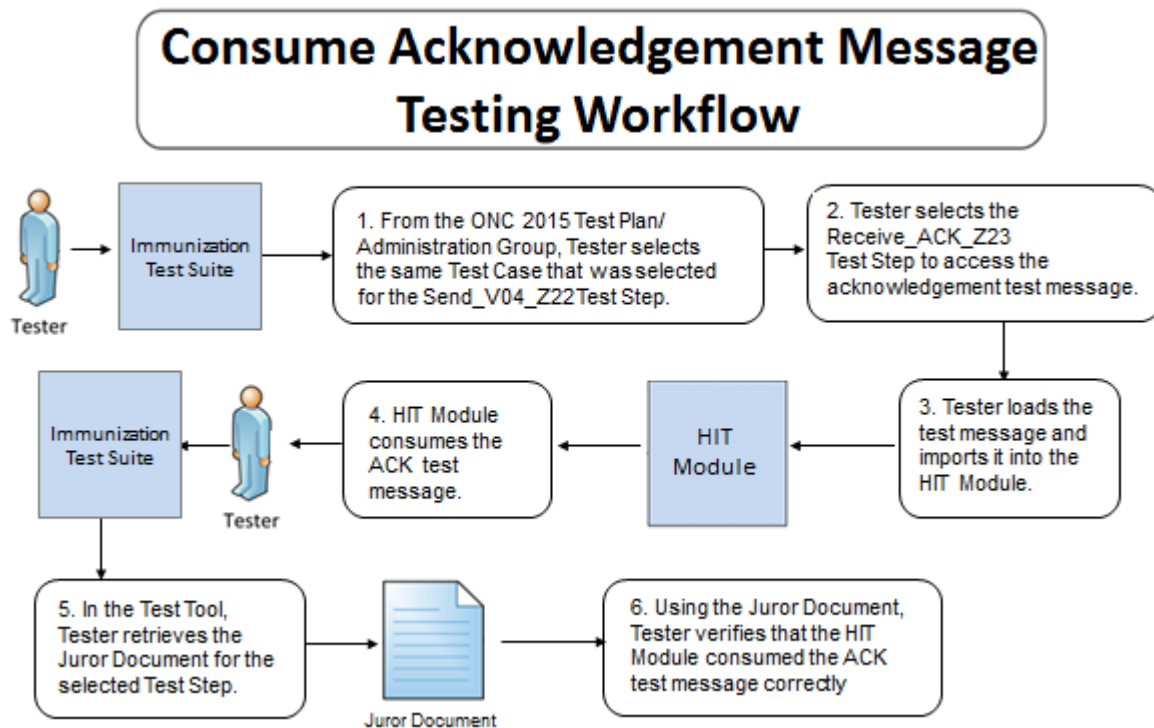 Consume Acknowledgement Message
Testing Workflow
Tester
Immunization
Test Suite
1. From the ONC 2015 Test Plan/
Administration Group, Tester selects
the same Test Case that was selected
for the Send_V04_Z22 Test Step.
2. Tester selects the
Receive_ACK_Z23
Test Step to access the
acknowledgement test message.
3. Tester loads the
test message and
imports it into the
HIT Module.
HIT
Module
4. HIT Module
consumes the
ACK test
message.
Tester
Immunization
Test Suite
5. In the Test Tool,
Tester retrieves the
Juror Document for the
selected Test Step.
Juror Document
6. Using the Juror Document,
Tester verifies that the HIT
Module consumed the ACK
test message correctly